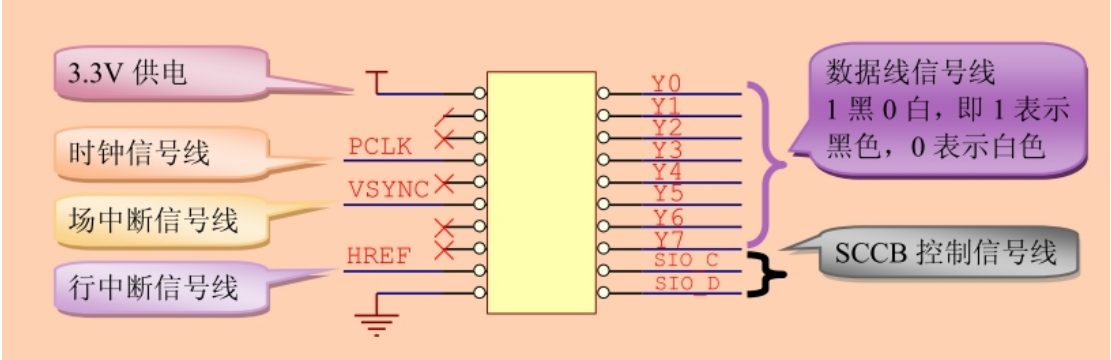 3.3V 供电
时钟信号线
场中断信号线
行中断信号线
PCLK
VSYNC
HREF
Y0
Y1
Y2
Y3
Y4
Y5
Y6
Y7
SIO_C
SIO_D
数据线信号线
1 黑 0 白，即 1 表示
黑色，0 表示白色
SCCB 控制信号线